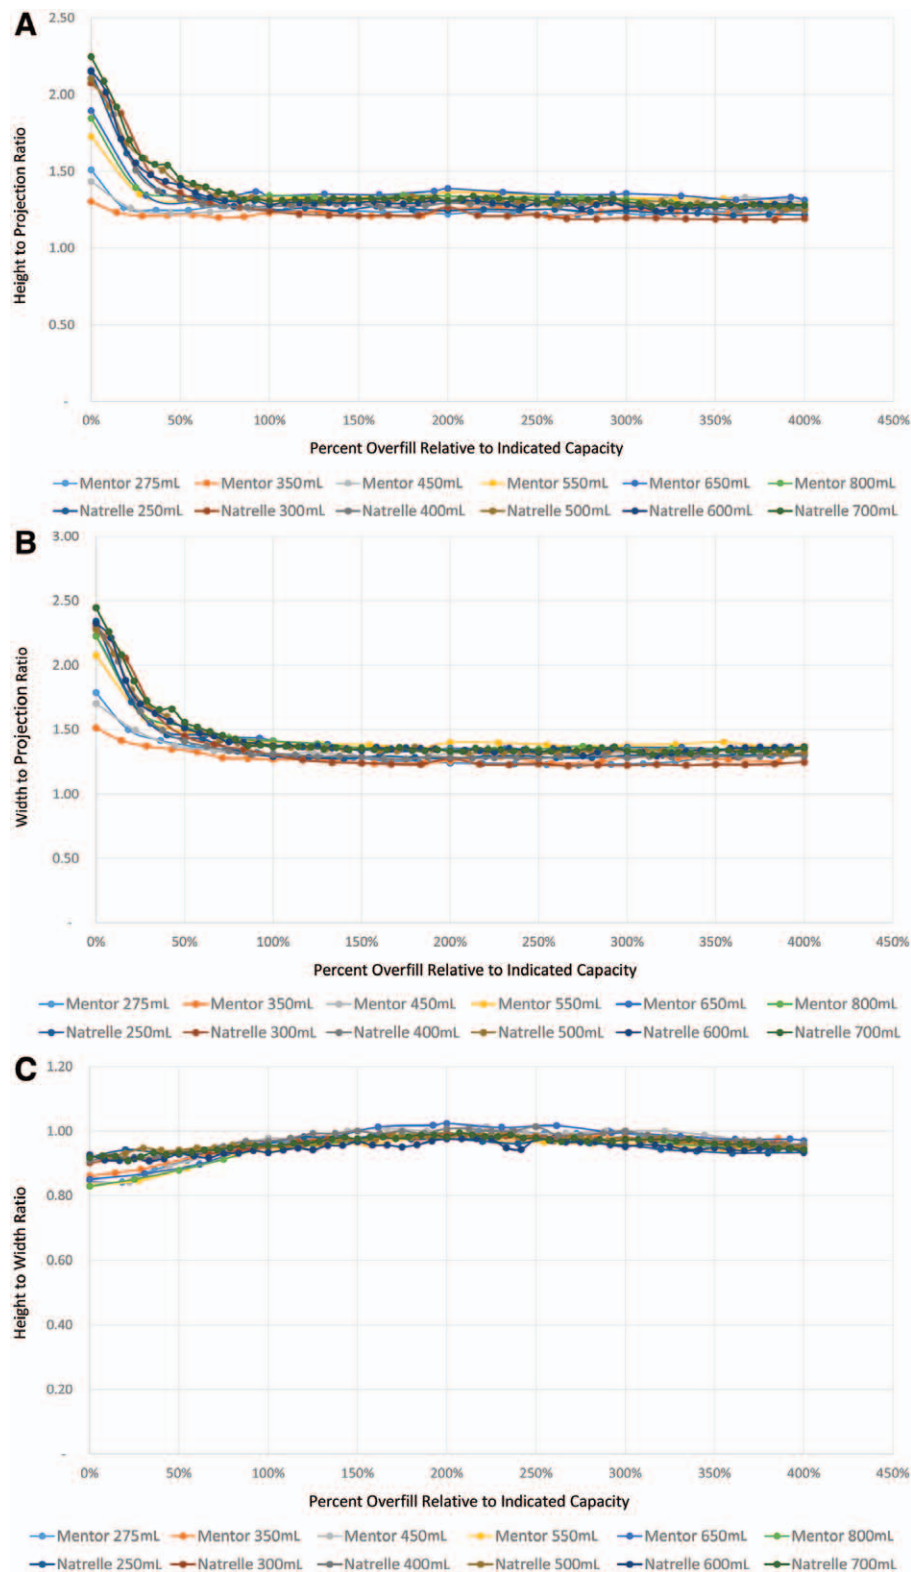 A
2.50
2.00
1.50
1.00
0.50
-
0% 50% 100% 150% 200% 250% 300% 350% 400% 450%
Height to Projection Ratio
Percent Overfill Relative to Indicated Capacity
Mentor 275mL Mentor 350mL Mentor 450mL Mentor 550mL Mentor 650mL Mentor 800mL
Natrelle 250mL Natrelle 300mL Natrelle 400mL Natrelle 500mL Natrelle 600mL Natrelle 700mL
B
3.00
2.50
2.00
1.50
1.00
0.50
-
0% 50% 100% 150% 200% 250% 300% 350% 400% 450%
Width to Projection Ratio
Percent Overfill Relative to Indicated Capacity
Mentor 275mL Mentor 350mL Mentor 450mL Mentor 550mL Mentor 650mL Mentor 800mL
Natrelle 250mL Natrelle 300mL Natrelle 400mL Natrelle 500mL Natrelle 600mL Natrelle 700mL
C
1.20
1.00
0.80
0.60
0.40
0.20
-
0% 50% 100% 150% 200% 250% 300% 350% 400% 450%
Height to Width Ratio
Percent Overfill Relative to Indicated Capacity
Mentor 275mL Mentor 350mL Mentor 450mL Mentor 550mL Mentor 650mL Mentor 800mL
Natrelle 250mL Natrelle 300mL Natrelle 400mL Natrelle 500mL Natrelle 600mL Natrelle 700mL